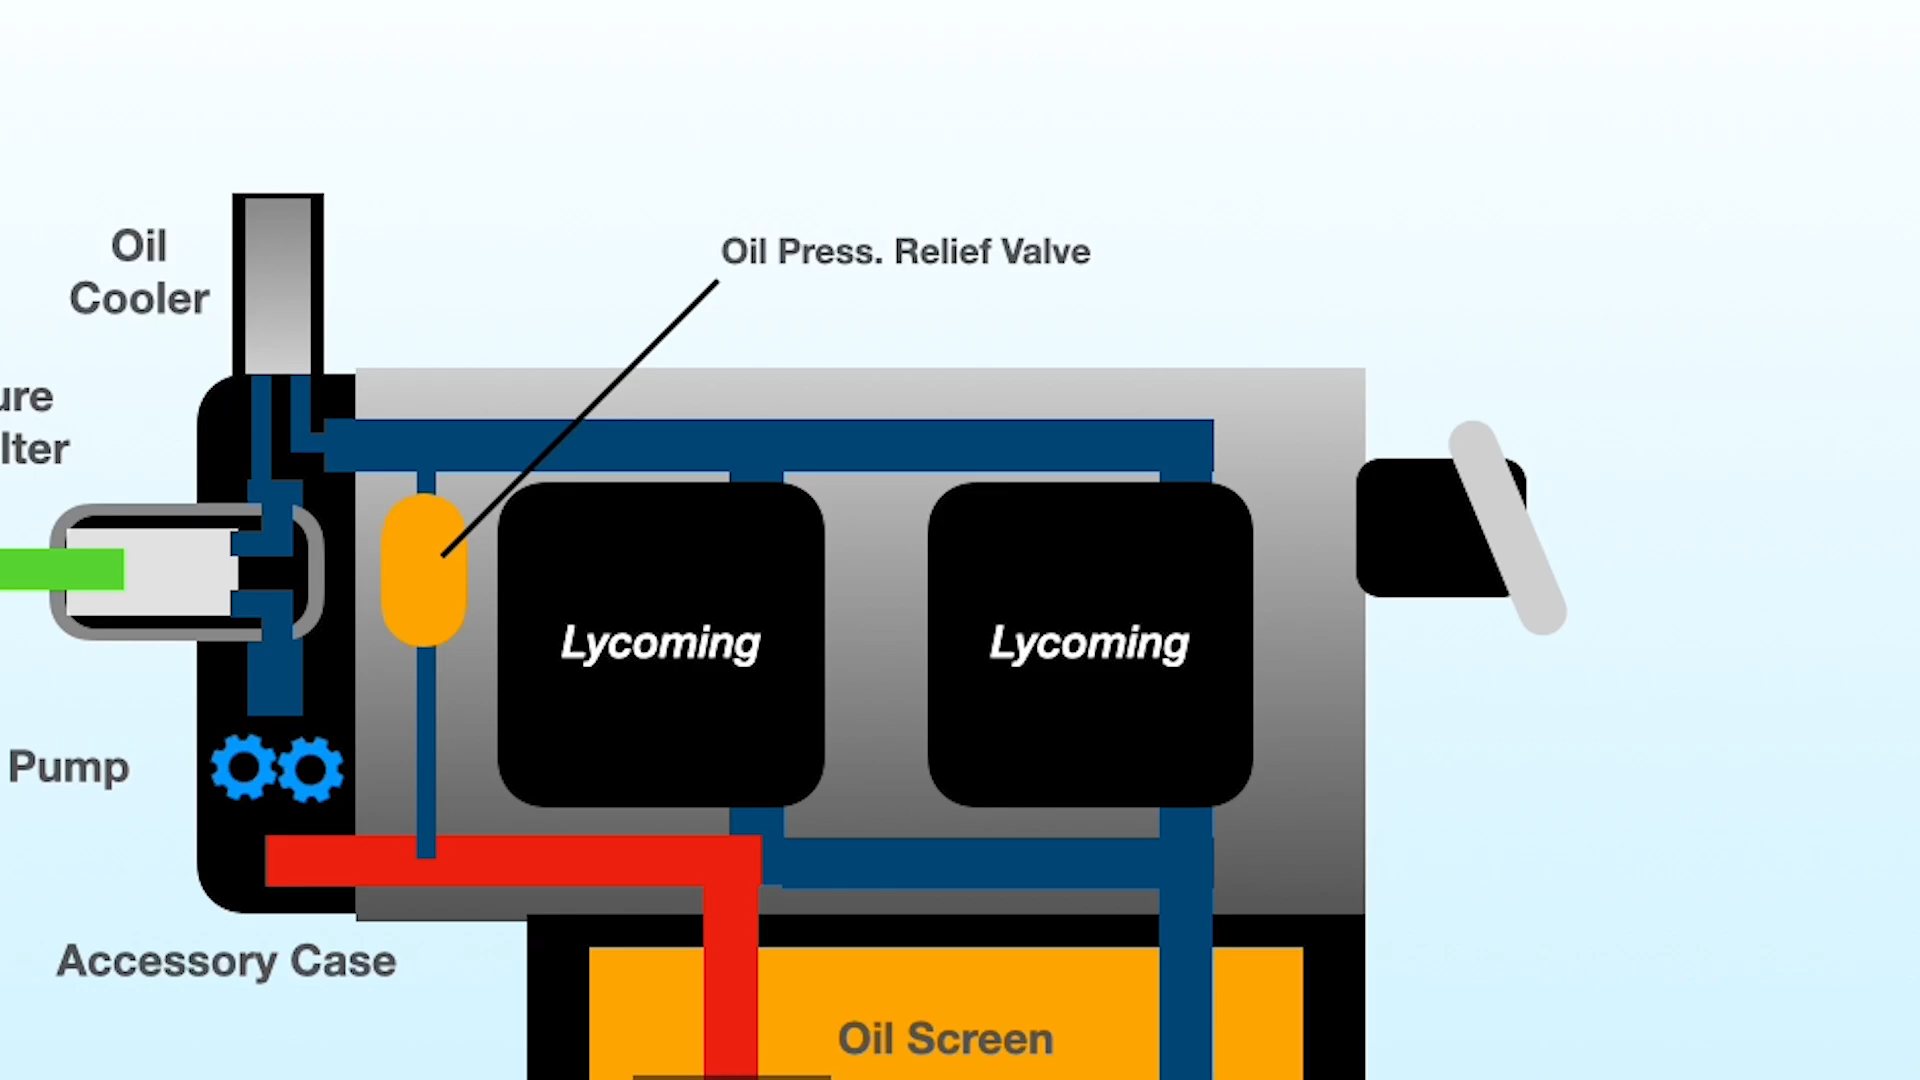 Oil Press. Relief Valve
Oil
Cooler
ure
lter
Lycoming
Lycoming
Pump
Accessory Case
Oil Screen